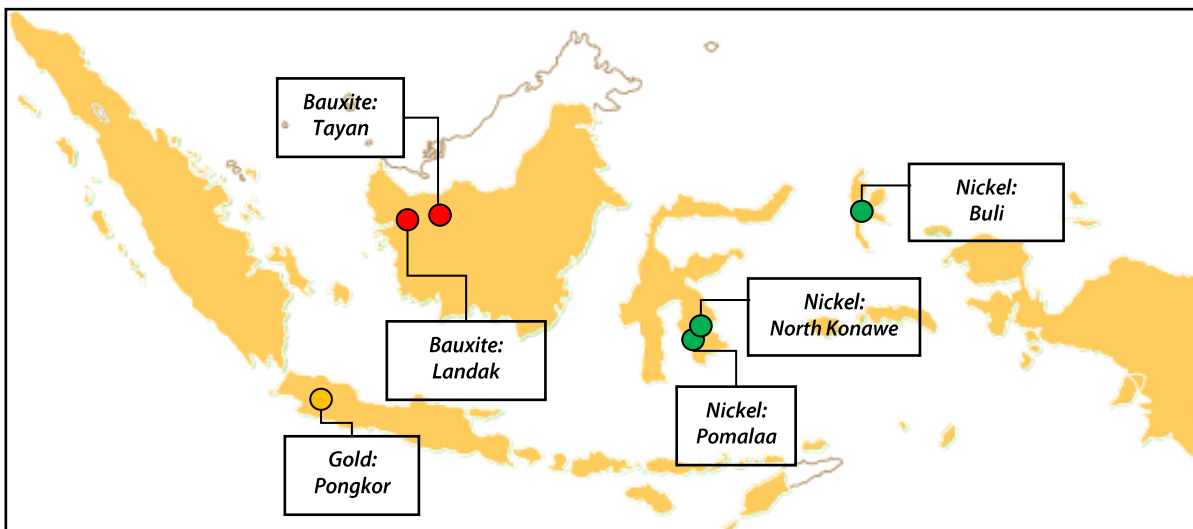 Bauxite:
Tayan
Nickel:
Buli
Nickel:
North Konawe
Bauxite:
Landak
Nickel:
Pomalaa
Gold:
Pongkor